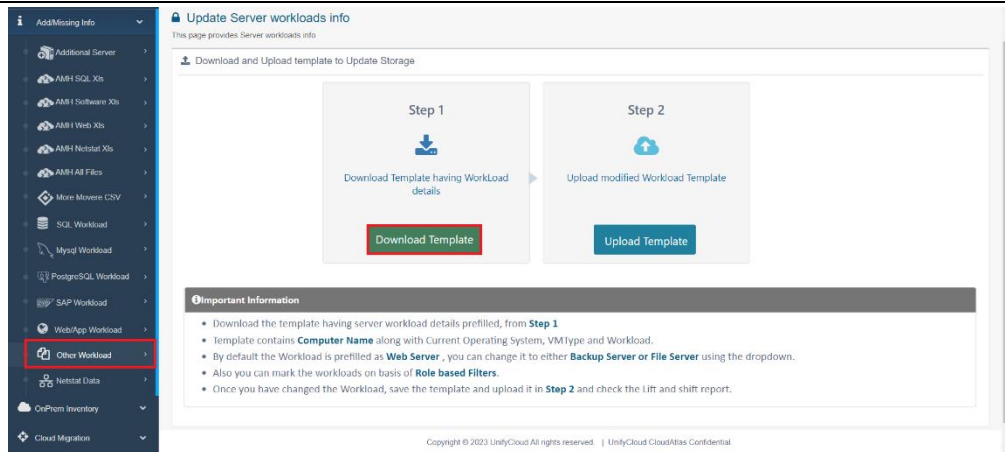 Add/Missing Info
Additional Server
AMH SQL Xls
AMH Software Xls
AMH Web Xls
AMH Netstat Xls
AMH All Files
More Movere CSV
SQL Workload
Mysql Workload
PostgreSQL Workload
SAP Workload
Web/App Workload
Other Workload
Netstat Data
OnPrem Inventory
Cloud Migration
Update Server workloads info
This page provides Server workloads info
Download and Upload template to Update Storage
Step 1
Download Template having WorkLoad
details
Download Template
Step 2
Upload modified Workload Template
Upload Template
Important Information
• Download the template having server workload details prefilled, from Step 1
• Template contains Computer Name along with Current Operating System, VMType and Workload.
• By default the Workload is prefilled as Web Server , you can change it to either Backup Server or File Server using the dropdown.
• Also you can mark the workloads on basis of Role based Filters.
• Once you have changed the Workload, save the template and upload it in Step 2 and check the Lift and shift report.
Copyright © 2023 UnifyCloud All rights reserved. | UnifyCloud CloudAtlas Confidential